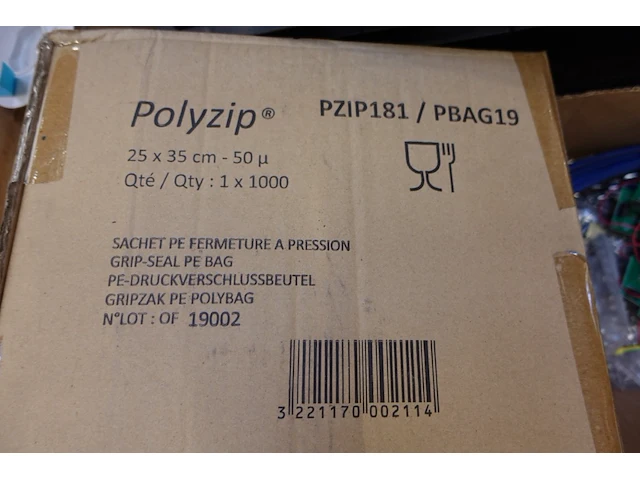 Polyzip®
PZIP181 / PBAG19
25 x 35 cm - 50 µ
Qté / Qty : 1 x 1000
SACHET PE FERMETURE A PRESSION
GRIP-SEAL PE BAG
PE-DRUCKVERSCHLUSSBEUTEL
GRIPZAK PE POLYBAG
N°LOT : OF 19002
3 221170 002114